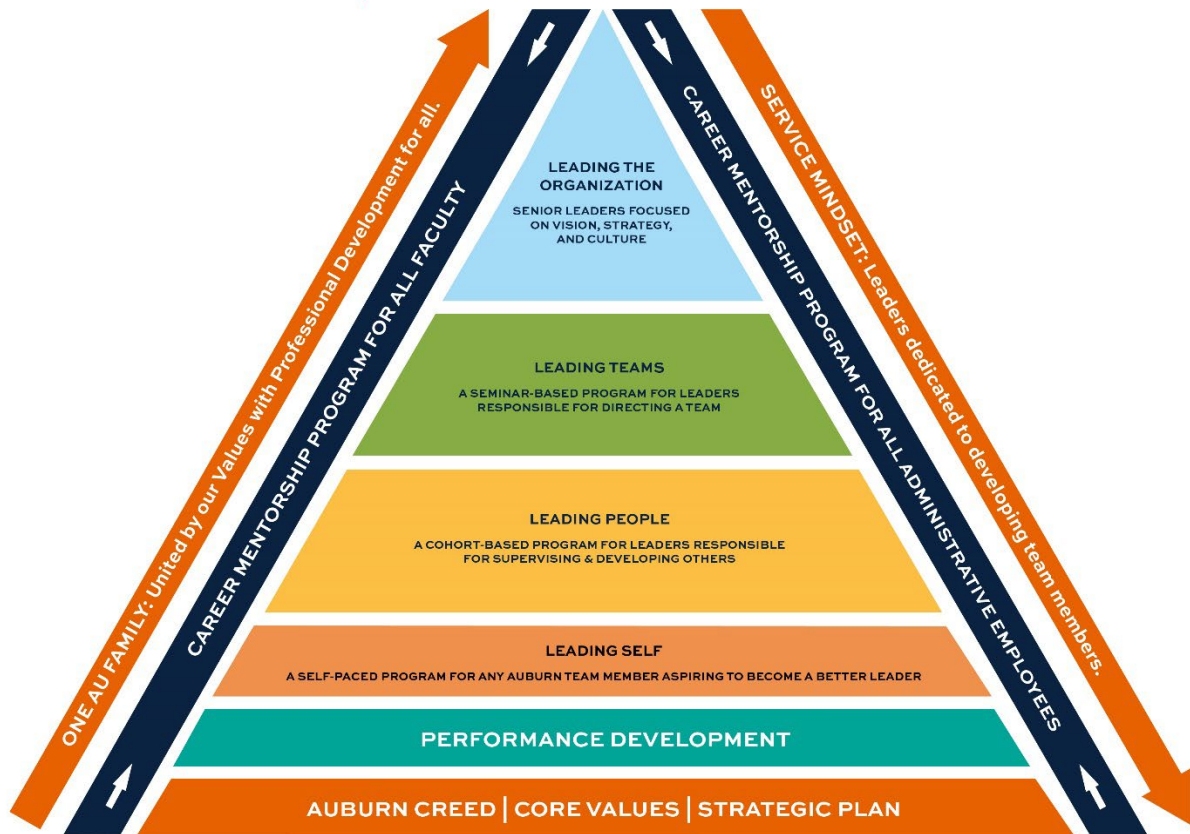 ONE AU FAMILY: United by our Values with Professional Development for all.
CAREER MENTORSHIP PROGRAM FOR ALL FACULTY
LEADING THE
ORGANIZATION
SENIOR LEADERS FOCUSED
ON VISION, STRATEGY,
AND CULTURE
LEADING TEAMS
A SEMINAR-BASED PROGRAM FOR LEADERS
RESPONSIBLE FOR DIRECTING A TEAM
LEADING PEOPLE
A COHORT-BASED PROGRAM FOR LEADERS RESPONSIBLE
FOR SUPERVISING & DEVELOPING OTHERS
LEADING SELF
A SELF-PACED PROGRAM FOR ANY AUBURN TEAM MEMBER ASPIRING TO BECOME A BETTER LEADER
PERFORMANCE DEVELOPMENT
AUBURN CREED | CORE VALUES | STRATEGIC PLAN
CAREER MENTORSHIP PROGRAM FOR ALL ADMINISTRATIVE EMPLOYEES
SERVICE MINDSET: Leaders dedicated to developing team members.